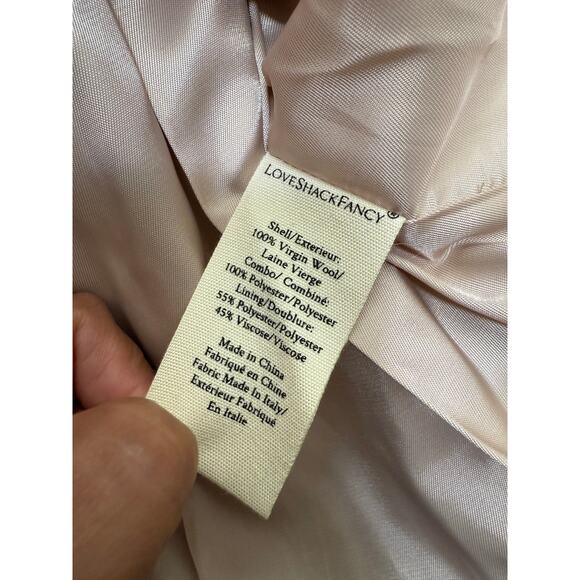 LOVESHACKFANCY®
Shell/Exterieur:
100% Virgin Wool/
Laine Vierge
Combo/ Combiné:
100% Polyester/Polyester
Lining/Doublure:
55% Polyester/Polyester
45% Viscose/Viscose
Made in China
Fabriqué en Chine
Fabric Made In Italy/
Extérieur Fabriqué
En Italie